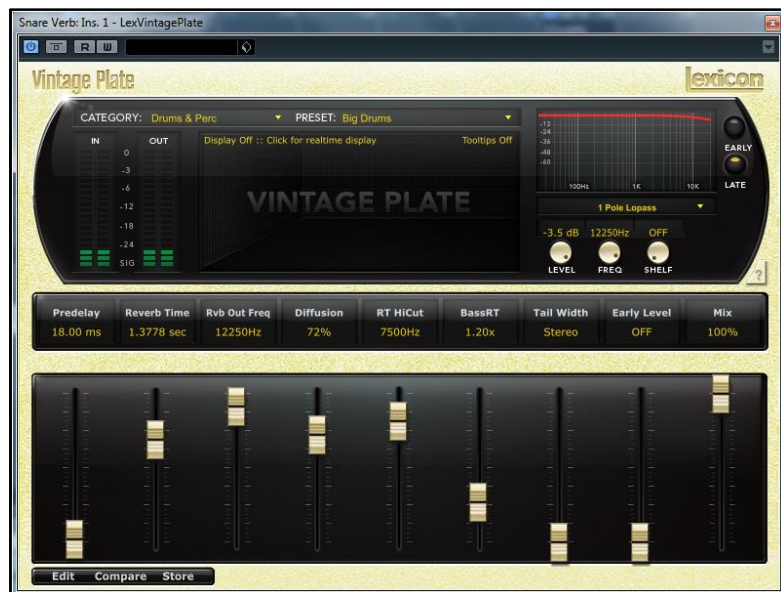 Snare Verb: Ins. 1 - LexVintagePlate
R W
Vintage Plate
lexicon
CATEGORY: Drums & Perc PRESET: Big Drums
IN OUT
0
-3
-6
-12
-18
-24
SIG
Display Off :: Click for realtime display Tooltips Off
VINTAGE PLATE
-12
-24
-36
-48
-60
100Hz 1K 10K
EARLY
LATE
1 Pole Lopass
-3.5 dB 12250Hz OFF
LEVEL FREQ SHELF
?
Predelay Reverb Time Rvb Out Freq Diffusion RT HiCut BassRT Tail Width Early Level Mix
18.00 ms 1.3778 sec 12250Hz 72% 7500Hz 1.20x Stereo OFF 100%
Edit Compare Store